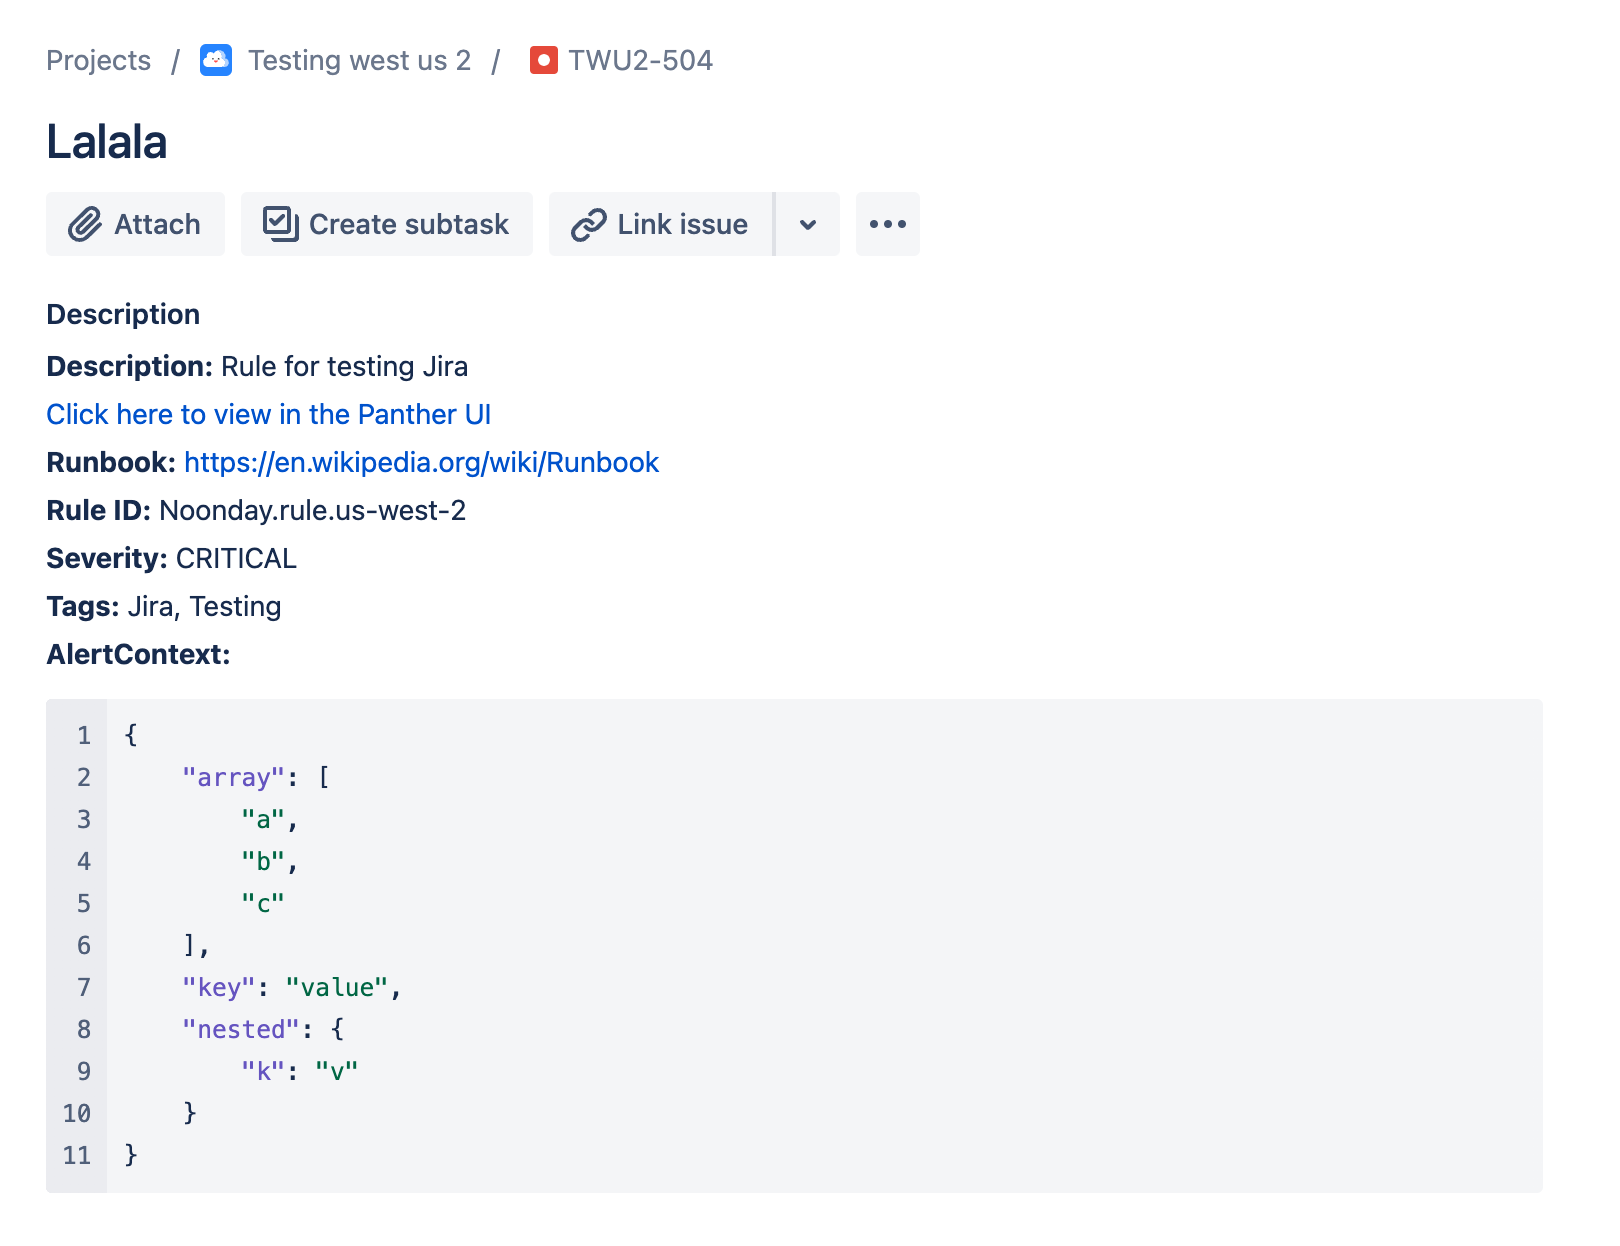 Projects / Testing west us 2 / TWU2-504
Lalala
Attach Create subtask Link issue
Description
Description: Rule for testing Jira
Click here to view in the Panther UI
Runbook: https://en.wikipedia.org/wiki/Runbook
Rule ID: Noonday.rule.us-west-2
Severity: CRITICAL
Tags: Jira, Testing
AlertContext:
1 {
2     "array": [
3         "a",
4         "b",
5         "c"
6     ],
7     "key": "value",
8     "nested": {
9         "k": "v"
10     }
11 }